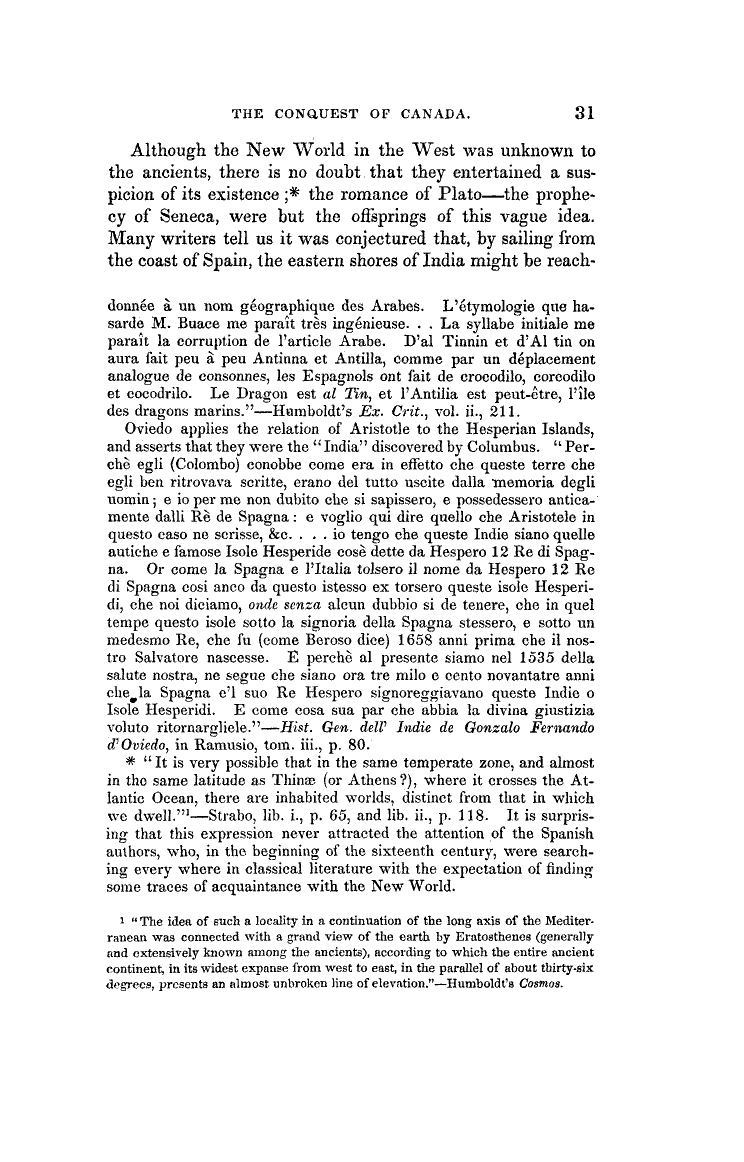 THE CONQUEST OF CANADA. 31
Although the New World in the West was unknown to
the ancients, there is no doubt that they entertained a sus-
picion of its existence ;* the romance of Plato—the prophe-
cy of Seneca, were but the offsprings of this vague idea.
Many writers tell us it was conjectured that, by sailing from
the coast of Spain, the eastern shores of India might be reach-
donnée à un nom géographique des Arabes. L'étymologie que ha-
sarde M. Buace me paraît très ingénieuse. . . La syllabe initiale me
paraît la corruption de l'article Arabe. D'al Tinnin et d'Al tin on
aura fait peu à peu Antinna et Antilla, comme par un déplacement
analogue de consonnes, les Espagnols ont fait de crocodilo, corcodilo
et cocodrilo. Le Dragon est al Tin, et l'Antilia est peut-être, l'île
des dragons marins."—Humboldt's Ex. Crit., vol. ii., 211.
Oviedo applies the relation of Aristotle to the Hesperian Islands,
and asserts that they were the "India" discovered by Columbus. "Per-
chè egli (Colombo) conobbe come era in effetto che queste terre che
egli ben ritrovava scritte, erano del tutto uscite dalla memoria degli
uomin; e io per me non dubito che si sapissero, e possedessero antica-
mente dalli Rè de Spagna: e voglio qui dire quello che Aristotele in
questo caso ne scrisse, &c. . . . io tengo che queste Indie siano quelle
autiche e famose Isole Hesperide cosè dette da Hespero 12 Re di Spag-
na. Or come la Spagna e l'Italia tolsero il nome da Hespero 12 Re
di Spagna cosi anco da questo istesso ex torsero queste isole Hesperi-
di, che noi diciamo, onde senza alcun dubbio si de tenere, che in quel
tempe questo isole sotto la signoria della Spagna stessero, e sotto un
medesmo Re, che fu (come Beroso dice) 1658 anni prima che il nos-
tro Salvatore nascesse. E perchè al presente siamo nel 1535 della
salute nostra, ne segue che siano ora tre milo e cento novantatre anni
che la Spagna e'l suo Re Hespero signoreggiavano queste Indie o
Isole Hesperidi. E come cosa sua par che abbia la divina giustizia
voluto ritornargliele."—Hist. Gen. dell' Indie de Gonzalo Fernando
d'Oviedo, in Ramusio, tom. iii., p. 80.
* "It is very possible that in the same temperate zone, and almost
in the same latitude as Thinæ (or Athens ?), where it crosses the At-
lantic Ocean, there are inhabited worlds, distinct from that in which
we dwell."¹—Strabo, lib. i., p. 65, and lib. ii., p. 118. It is surpris-
ing that this expression never attracted the attention of the Spanish
authors, who, in the beginning of the sixteenth century, were search-
ing every where in classical literature with the expectation of finding
some traces of acquaintance with the New World.
¹ "The idea of such a locality in a continuation of the long axis of the Mediter-
ranean was connected with a grand view of the earth by Eratosthenes (generally
and extensively known among the ancients), according to which the entire ancient
continent, in its widest expanse from west to east, in the parallel of about thirty-six
degrees, presents an almost unbroken line of elevation."—Humboldt's Cosmos.